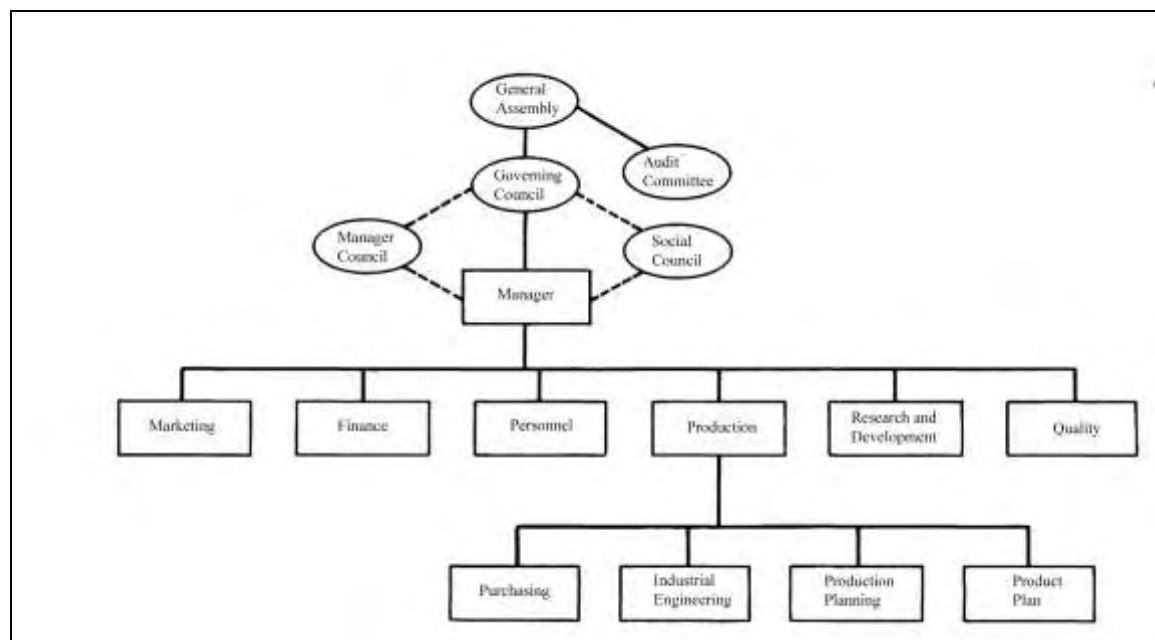 General
Assembly
Audit
Committee
Governing
Council
Manager
Council
Social
Council
Manager
Marketing
Finance
Personnel
Production
Research and
Development
Quality
Purchasing
Industrial
Engineering
Production
Planning
Product
Plan